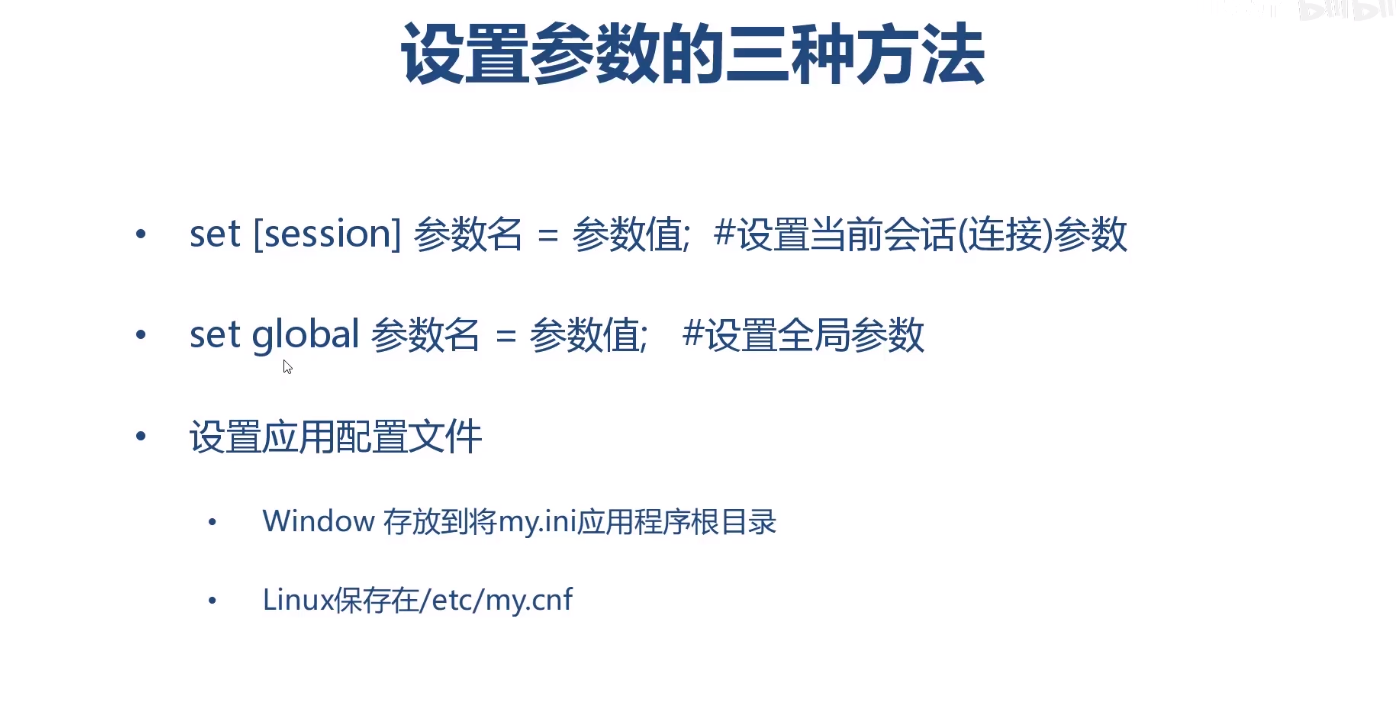 设置参数的三种方法
• set [session] 参数名 = 参数值; #设置当前会话(连接)参数
• set global 参数名 = 参数值; #设置全局参数
• 设置应用配置文件
• Window 存放到将my.ini应用程序根目录
• Linux保存在/etc/my.cnf